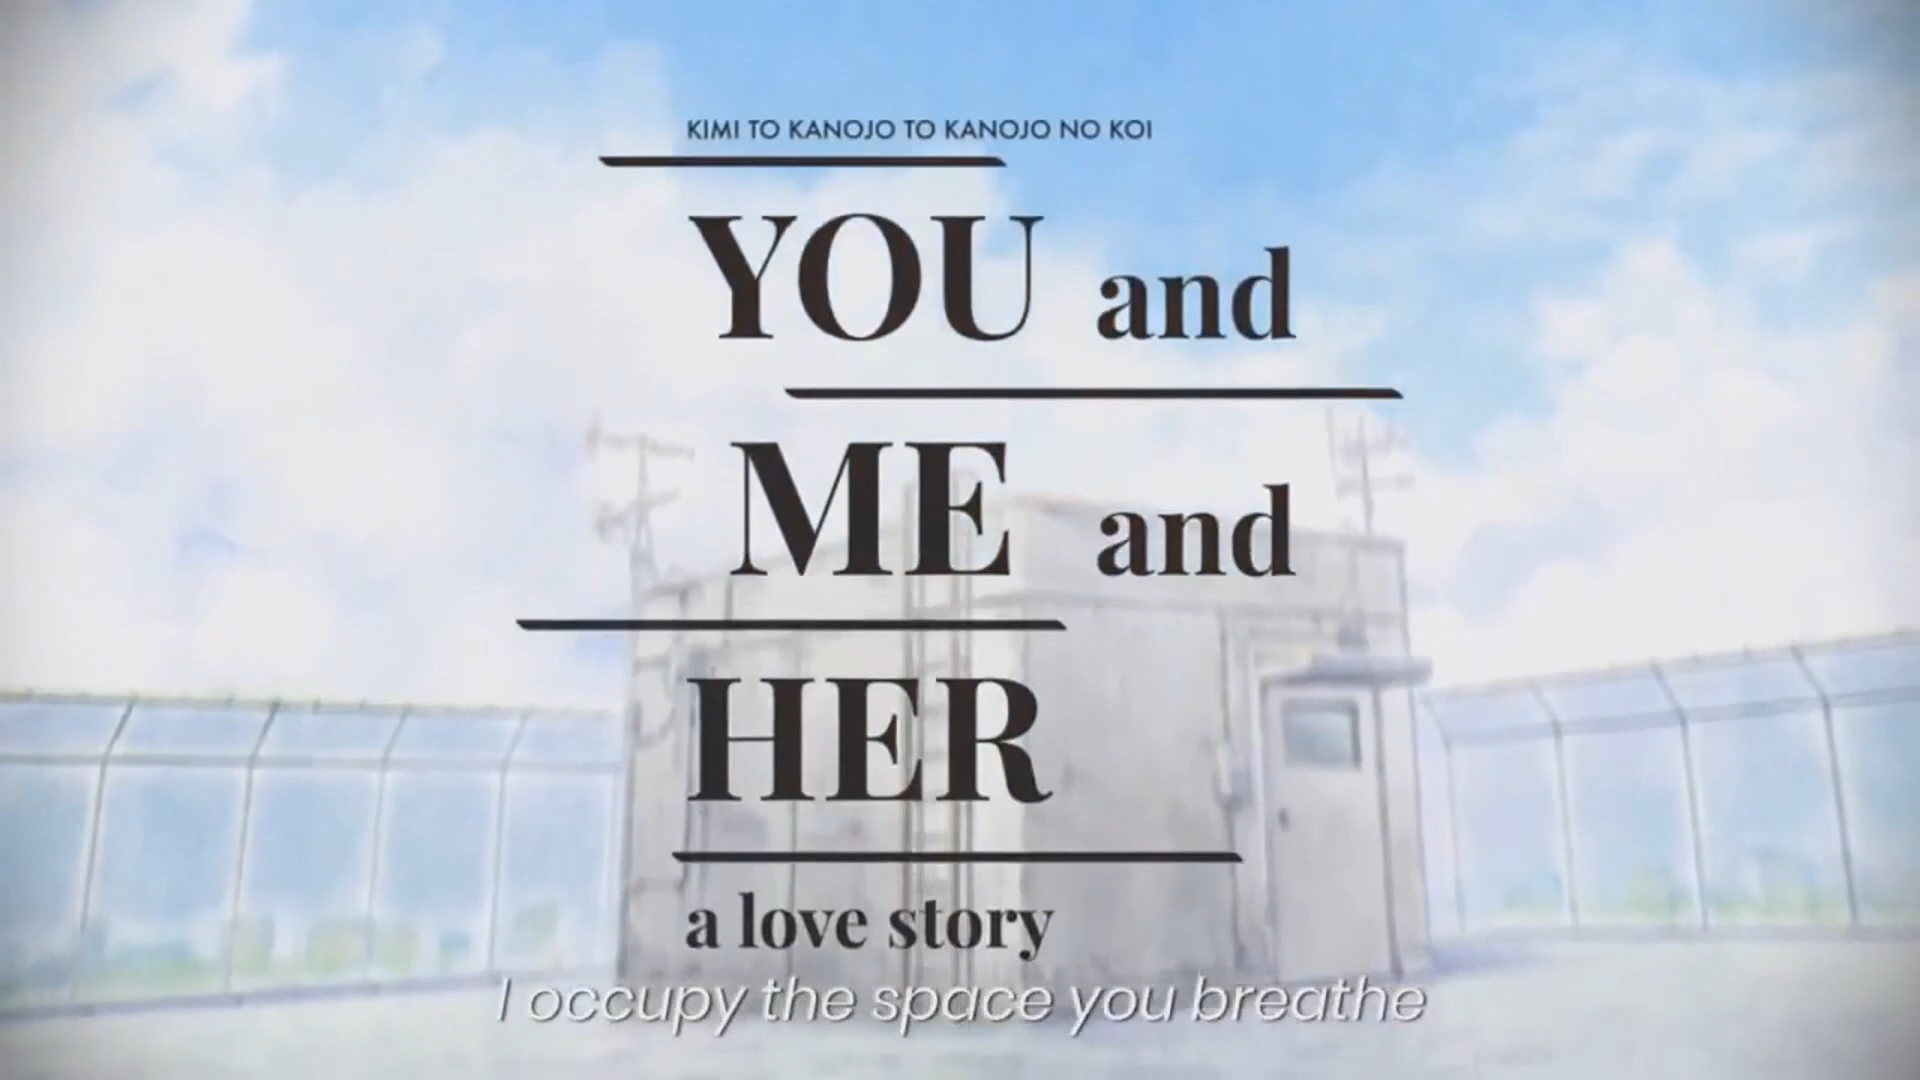 KIMI TO KANOJO TO KANOJO NO KOI
YOU and
ME and
HER
a love story
I occupy the space you breathe